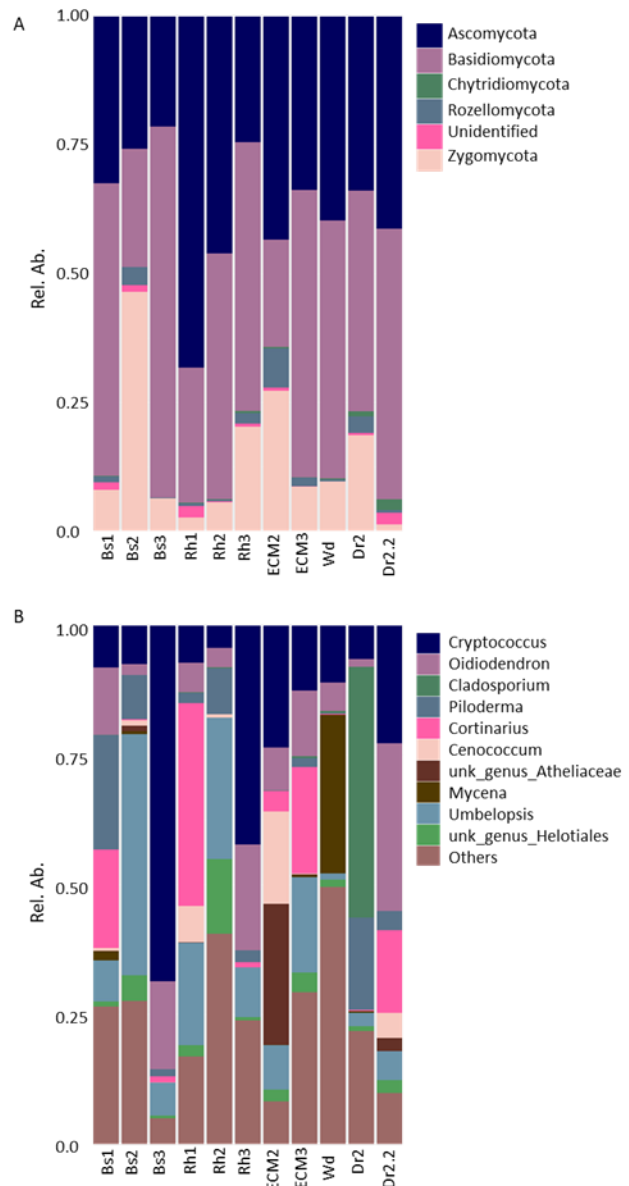 A
1.00
0.75
0.50
0.25
0.0
Rel. Ab.
Ascomycota
Basidiomycota
Chytridiomycota
Rozellomycota
Unidentified
Zygomycota
Bs1 Bs2 Bs3 Rh1 Rh2 Rh3 ECM2 ECM3 Wd Dr2 Dr2.2
B
1.00
0.75
0.50
0.25
0.0
Rel. Ab.
Cryptococcus
Oidiodendron
Cladosporium
Piloderma
Cortinarius
Cenococcum
unk_genus_Atheliaceae
Mycena
Umbelopsis
unk_genus_Helotiales
Others
Bs1 Bs2 Bs3 Rh1 Rh2 Rh3 ECM2 ECM3 Wd Dr2 Dr2.2